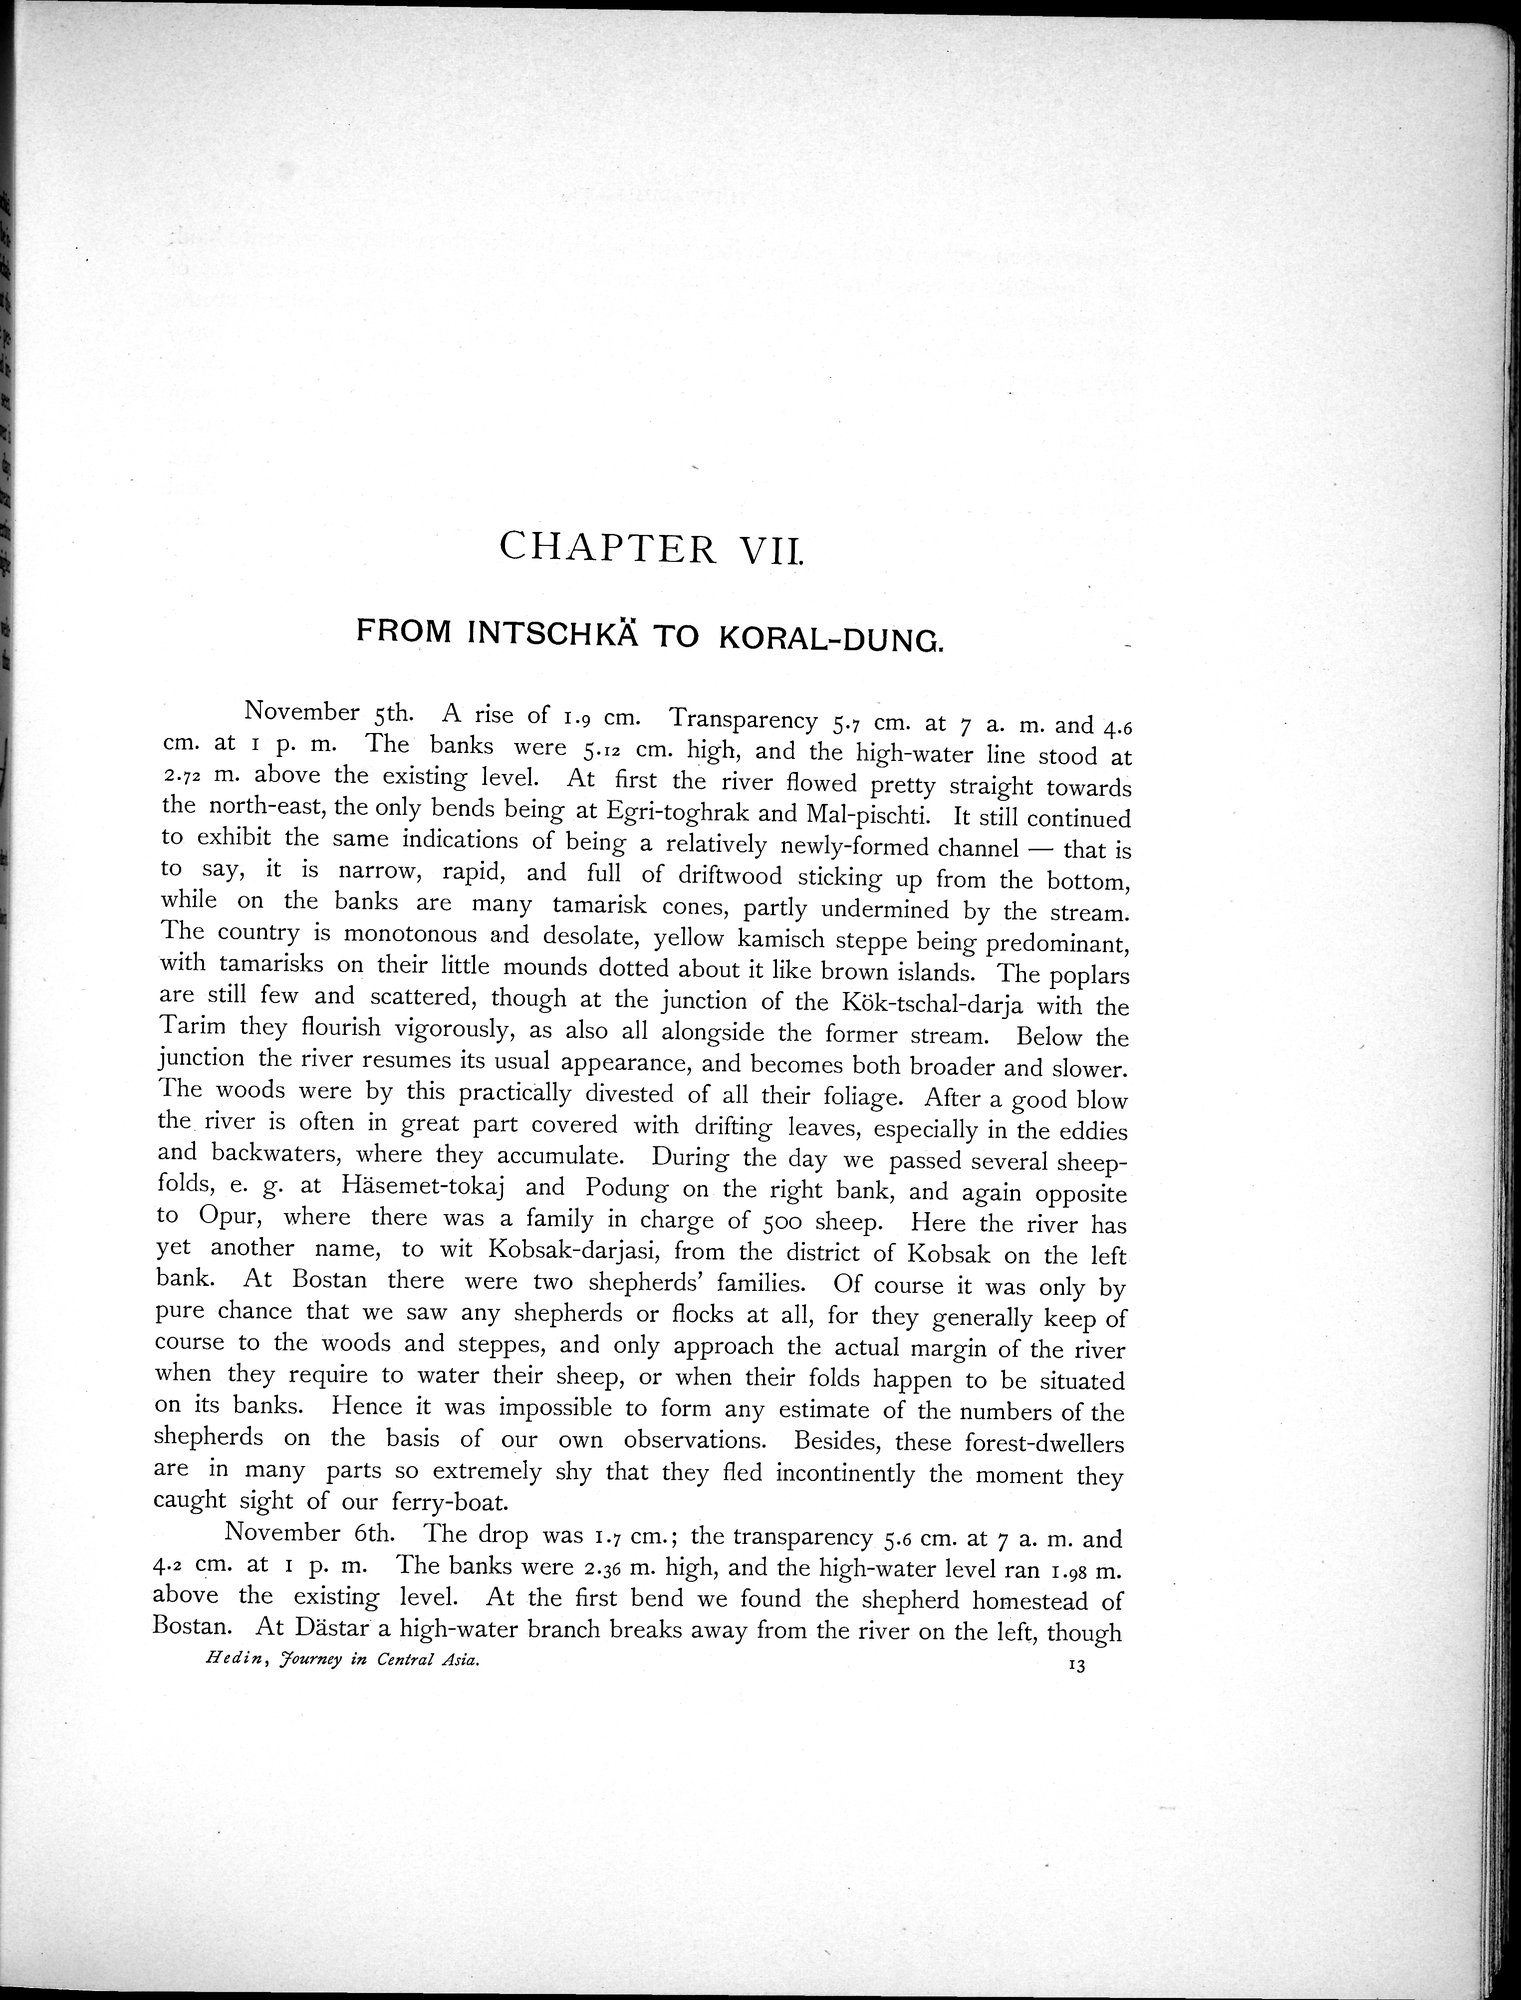 CHAPTER VII.
FROM INTSCHKÄ TO KORAL-DUNG.
November 5th. A rise of 1.9 cm. Transparency 5.7 cm. at 7 a. m. and 4.6
cm. at 1 p. m. The banks were 5.12 cm. high, and the high-water line stood at
2.72 m. above the existing level. At first the river flowed pretty straight towards
the north-east, the only bends being at Egri-toghrak and Mal-pischti. It still continued
to exhibit the same indications of being a relatively newly-formed channel — that is
to say, it is narrow, rapid, and full of driftwood sticking up from the bottom,
while on the banks are many tamarisk cones, partly undermined by the stream.
The country is monotonous and desolate, yellow kamisch steppe being predominant,
with tamarisks on their little mounds dotted about it like brown islands. The poplars
are still few and scattered, though at the junction of the Kök-tschal-darja with the
Tarim they flourish vigorously, as also all alongside the former stream. Below the
junction the river resumes its usual appearance, and becomes both broader and slower.
The woods were by this practically divested of all their foliage. After a good blow
the river is often in great part covered with drifting leaves, especially in the eddies
and backwaters, where they accumulate. During the day we passed several sheep-
folds, e. g. at Häsemet-tokaj and Podung on the right bank, and again opposite
to Opur, where there was a family in charge of 500 sheep. Here the river has
yet another name, to wit Kobsak-darjasi, from the district of Kobsak on the left
bank. At Bostan there were two shepherds’ families. Of course it was only by
pure chance that we saw any shepherds or flocks at all, for they generally keep of
course to the woods and steppes, and only approach the actual margin of the river
when they require to water their sheep, or when their folds happen to be situated
on its banks. Hence it was impossible to form any estimate of the numbers of the
shepherds on the basis of our own observations. Besides, these forest-dwellers
are in many parts so extremely shy that they fled incontinently the moment they
caught sight of our ferry-boat.
November 6th. The drop was 1.7 cm.; the transparency 5.6 cm. at 7 a. m. and
4.2 cm. at 1 p. m. The banks were 2.36 m. high, and the high-water level ran 1.98 m.
above the existing level. At the first bend we found the shepherd homestead of
Bostan. At Dästar a high-water branch breaks away from the river on the left, though
Hedin, Journey in Central Asia. 13